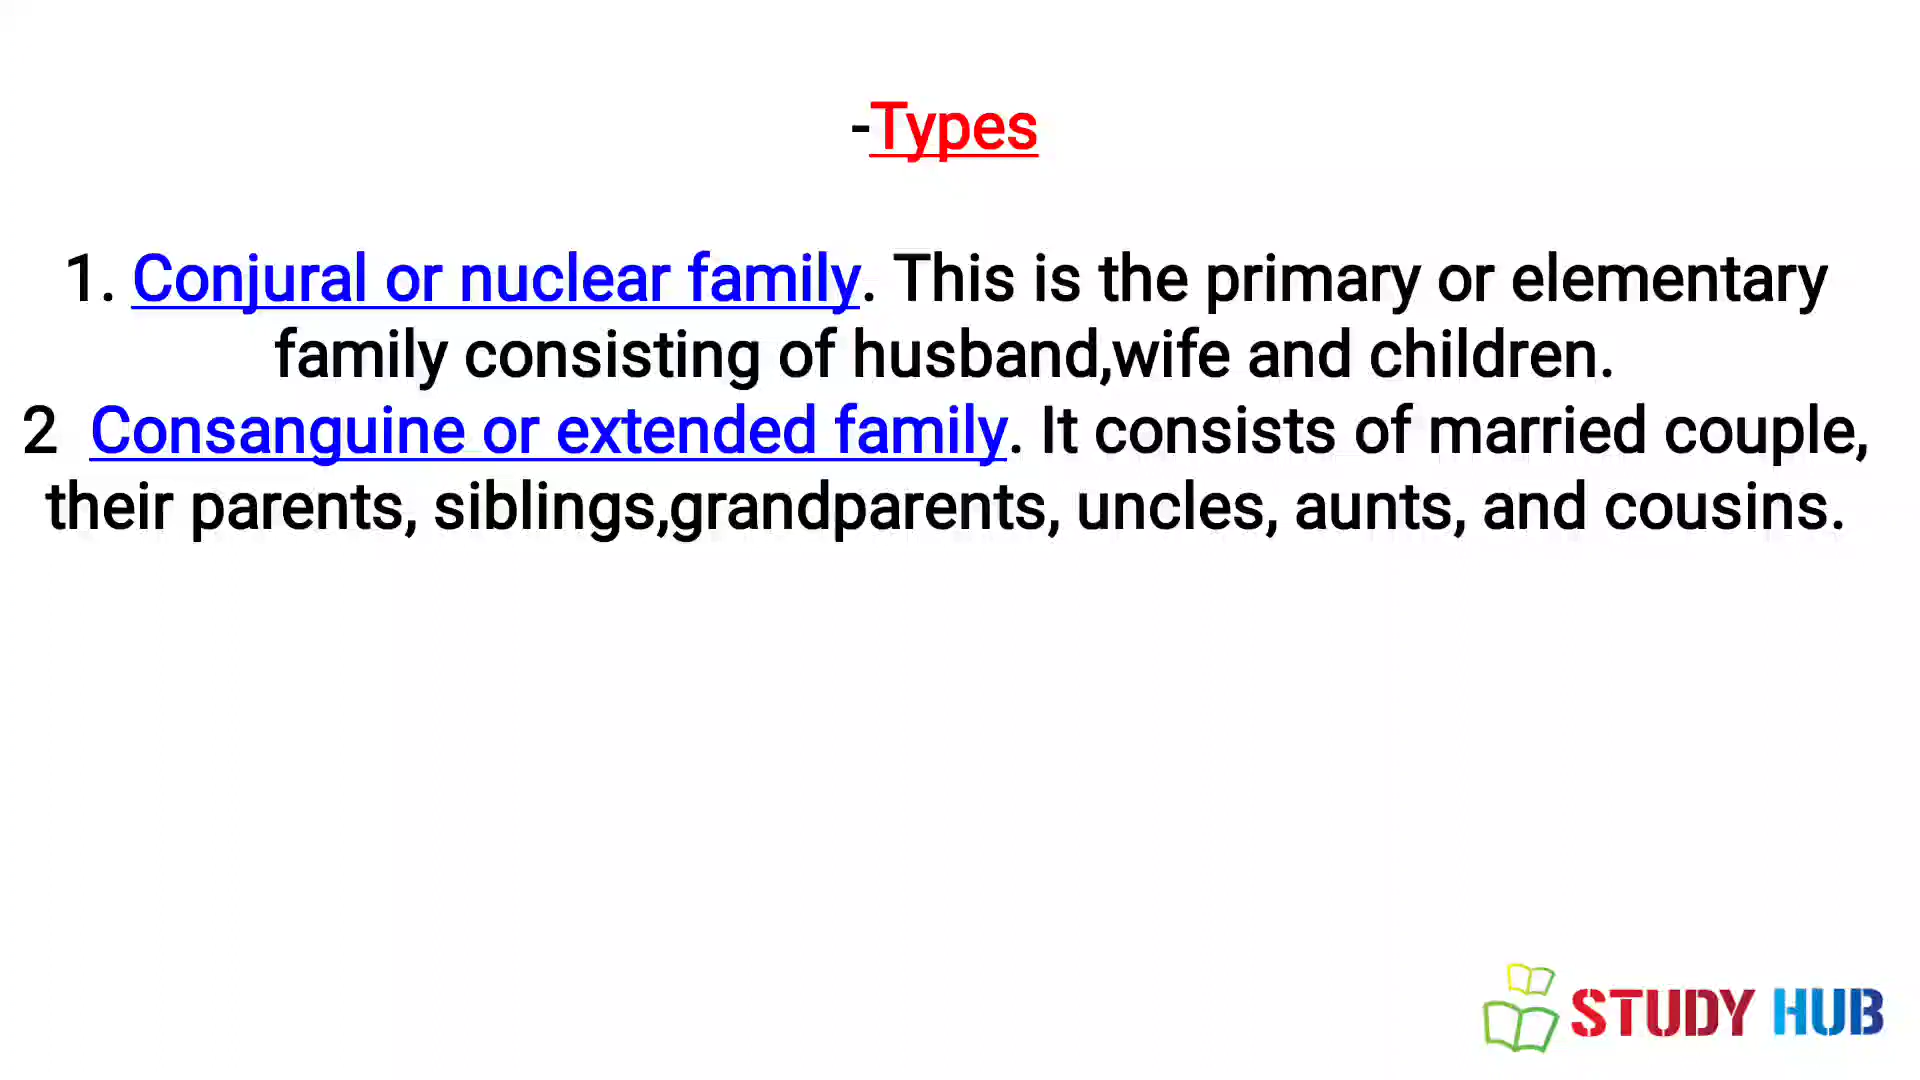 -Types
1. Conjural or nuclear family. This is the primary or elementary
family consisting of husband,wife and children.
2  Consanguine or extended family. It consists of married couple,
their parents, siblings,grandparents, uncles, aunts, and cousins.
STUDY HUB